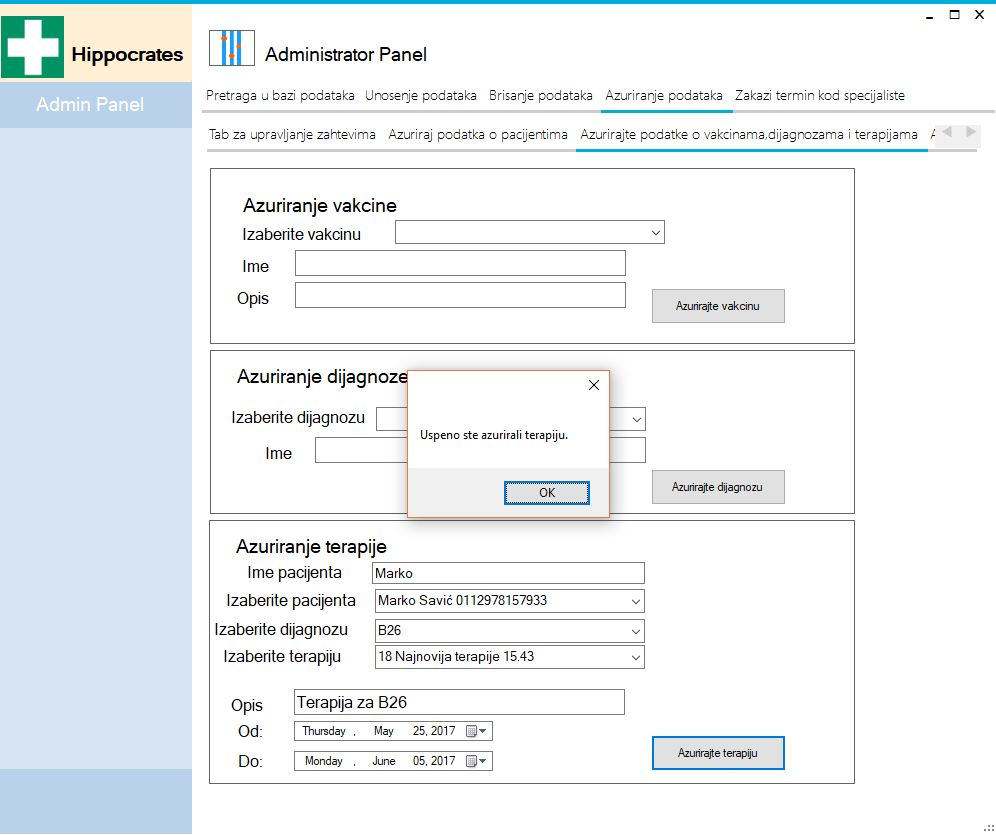 Hippocrates
Admin Panel
Administrator Panel
Pretraga u bazi podataka Unosenje podataka Brisanje podataka Azuriranje podataka Zakazi termin kod specijaliste
Tab za upravljanje zahtevima Azuriraj podatka o pacijentima Azurirajte podatke o vakcinama,dijagnozama i terapijama
Azuriranje vakcine
Izaberite vakcinu
Ime
Opis
Azurirajte vakcinu
Azuriranje dijagnoze
Izaberite dijagnozu
Ime
Azurirajte dijagnozu
Uspeno ste azurirali terapiju.
OK
Azuriranje terapije
Ime pacijenta Marko
Izaberite pacijenta Marko Savić 0112978157933
Izaberite dijagnozu B26
Izaberite terapiju 18 Najnovija terapije 15.43
Opis Terapija za B26
Od: Thursday , May 25, 2017
Do: Monday , June 05, 2017
Azurirajte terapiju